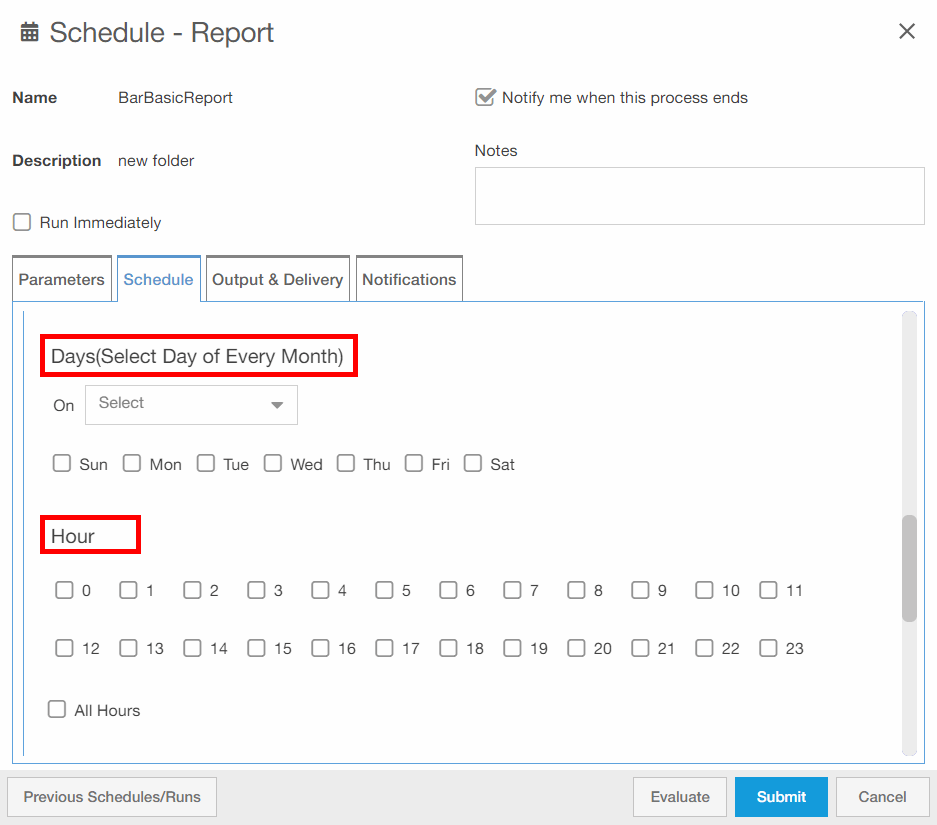 Schedule - Report
Name BarBasicReport
Notify me when this process ends
Description new folder
Notes
Run Immediately
Parameters Schedule Output & Delivery Notifications
Days(Select Day of Every Month)
On Select
Sun Mon Tue Wed Thu Fri Sat
Hour
0 1 2 3 4 5 6 7 8 9 10 11
12 13 14 15 16 17 18 19 20 21 22 23
All Hours
Previous Schedules/Runs Evaluate Submit Cancel